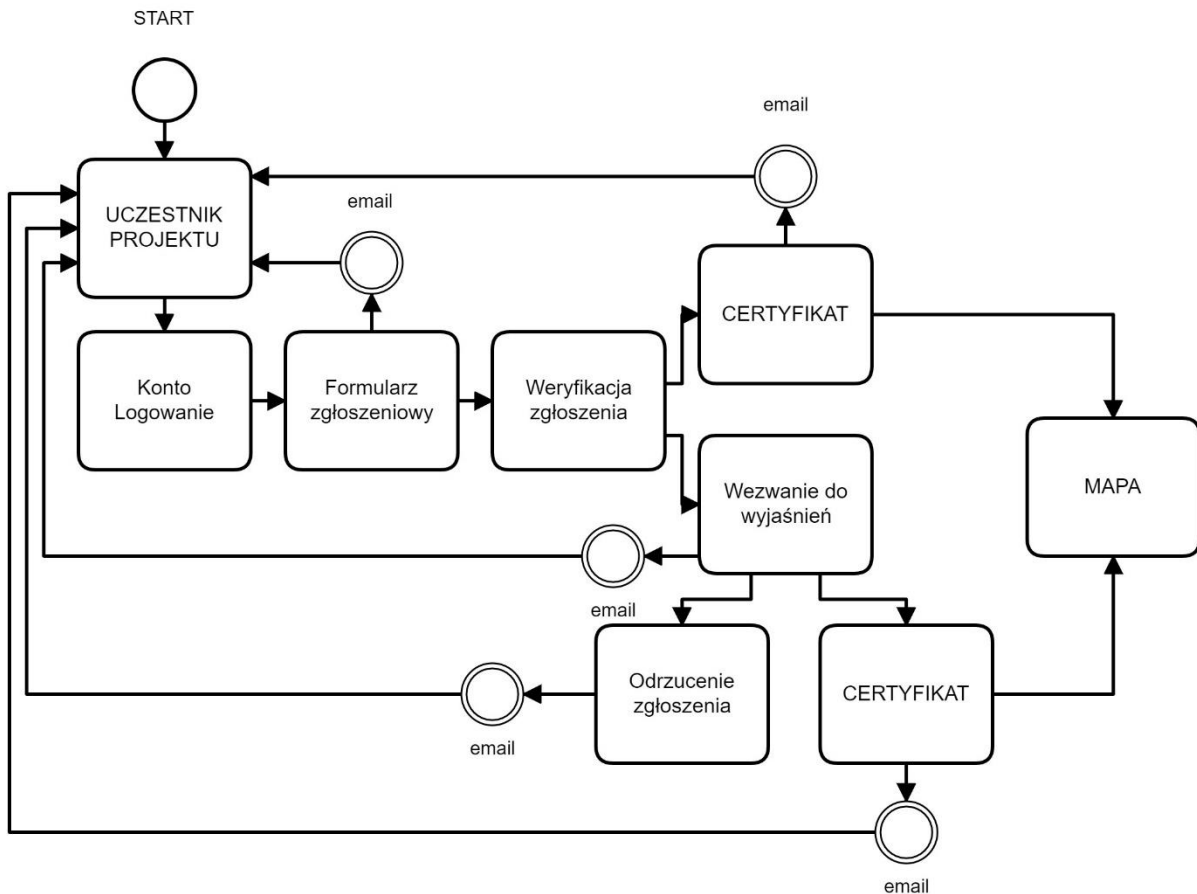 START
email
UCZESTNIK
PROJEKTU
email
CERTYFIKAT
Konto
Logowanie
Formularz
zgłoszeniowy
Weryfikacja
zgłoszenia
Wezwanie do
wyjaśnień
MAPA
email
Odrzucenie
zgłoszenia
CERTYFIKAT
email
email